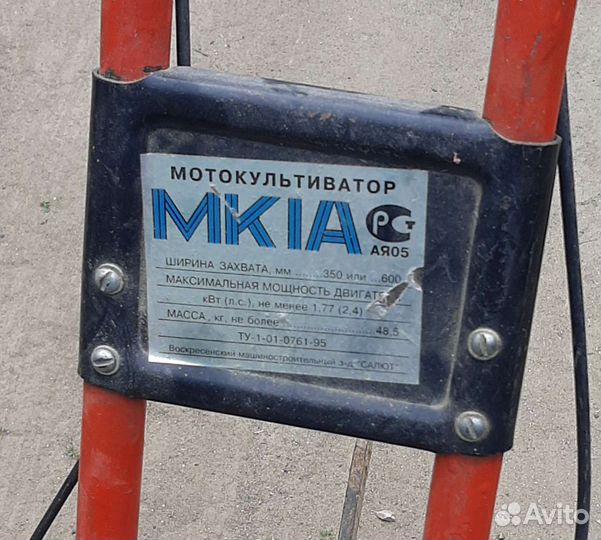 МОТОКУЛЬТИВАТОР
МК1А РСТ
АЯ05
ШИРИНА ЗАХВАТА, мм ......350 или ...600
МАКСИМАЛЬНАЯ МОЩНОСТЬ ДВИГАТЕ
кВт (л.с.), не менее 1,77 (2,4)
МАССА, кг, не более ............48,5
ТУ-1-01-0761-95
Воскресенский машиностроительный з-д "САЛЮТ"
Avito